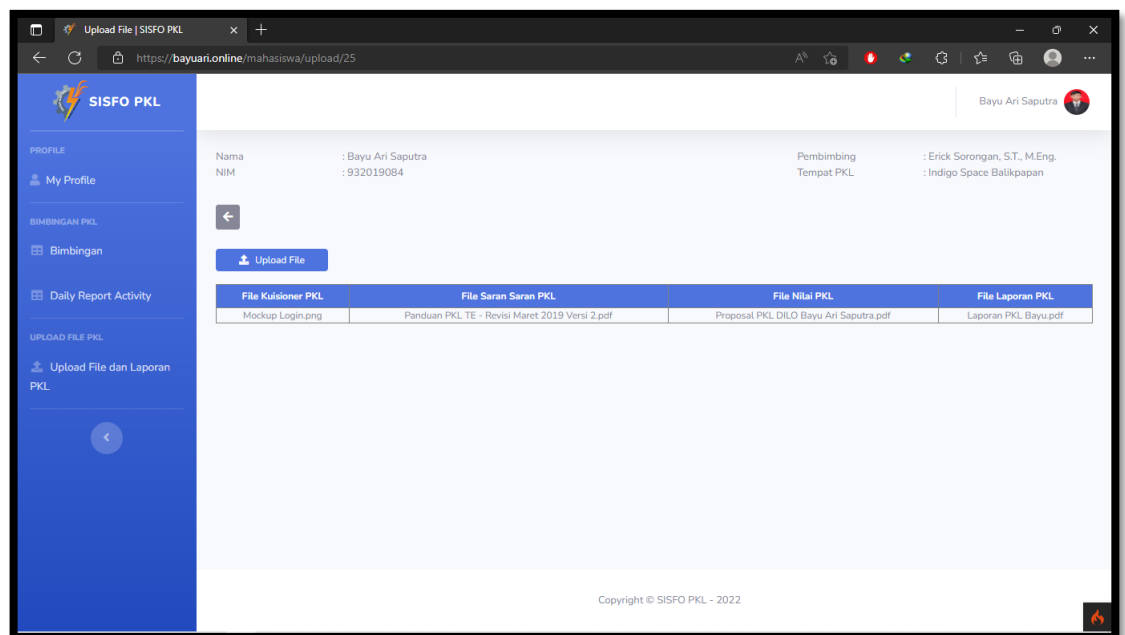 Upload File | SISFO PKL
https://bayuari.online/mahasiswa/upload/25
SISFO PKL
Bayu Ari Saputra
PROFILE
My Profile
BIMBINGAN PKL
Bimbingan
Daily Report Activity
UPLOAD FILE PKL
Upload File dan Laporan
PKL
Nama : Bayu Ari Saputra
NIM : 932019084
Pembimbing : Erick Sorongan, S.T., M.Eng.
Tempat PKL : Indigo Space Balikpapan
Upload File
File Kuisioner PKL File Saran Saran PKL File Nilai PKL File Laporan PKL
Mockup Login.png Panduan PKL TE - Revisi Maret 2019 Versi 2.pdf Proposal PKL DILO Bayu Ari Saputra.pdf Laporan PKL Bayu.pdf
Copyright © SISFO PKL - 2022